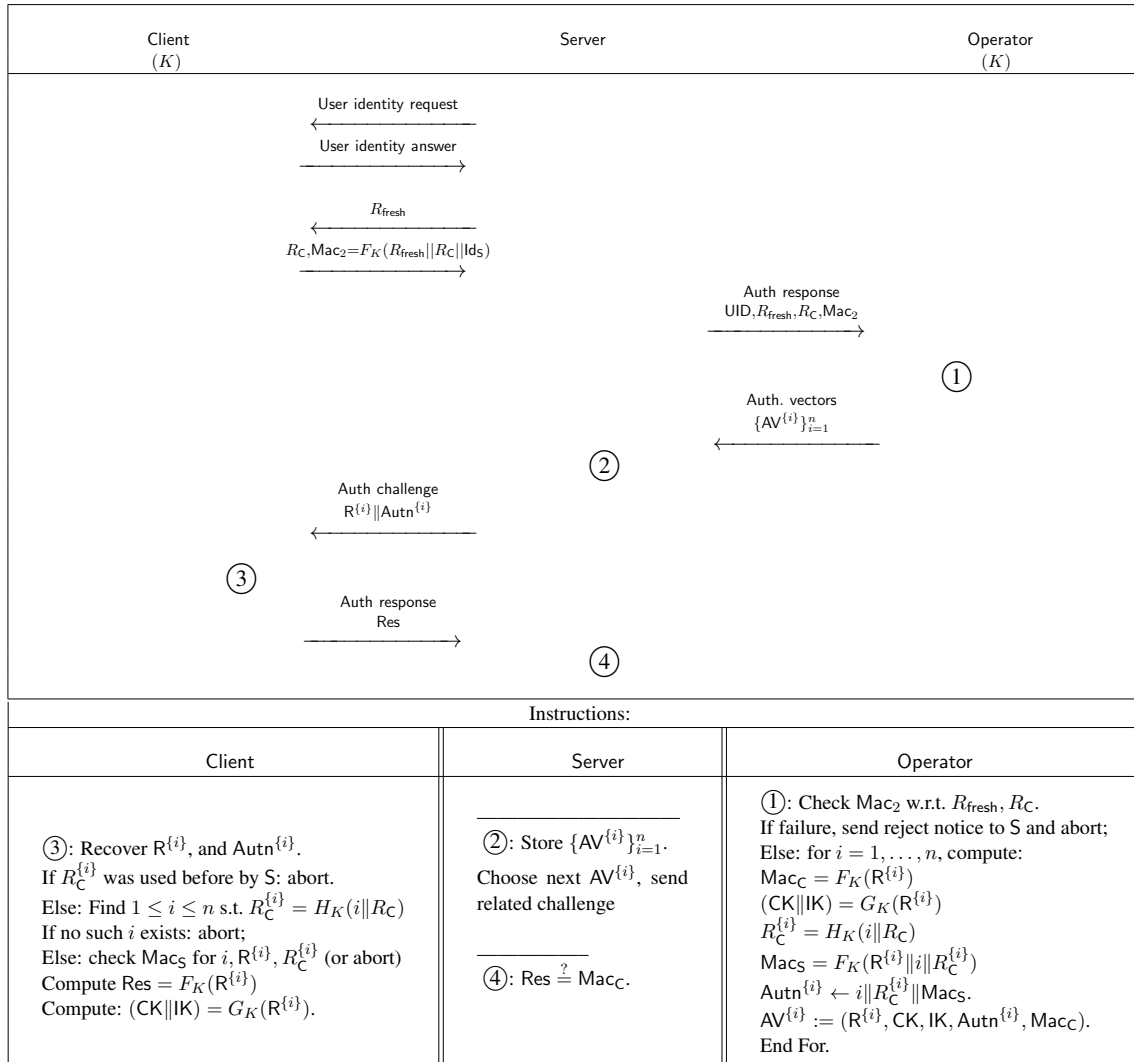 Client Server Operator
(K) (K)
User identity request
User identity answer
R_fresh
R_C,Mac_2=F_K(R_fresh||R_C||Id_S)
Auth response
UID,R_fresh,R_C,Mac_2
①
Auth. vectors
{AV^{i}}_{i=1}^n
②
Auth challenge
R^{i}∥Autn^{i}
③
Auth response
Res
④
Instructions:
Client Server Operator
③: Recover R^{i}, and Autn^{i}.
If R_C^{i} was used before by S: abort.
Else: Find 1 ≤ i ≤ n s.t. R_C^{i} = H_K(i∥R_C)
If no such i exists: abort;
Else: check Mac_S for i, R^{i}, R_C^{i} (or abort)
Compute Res = F_K(R^{i})
Compute: (CK∥IK) = G_K(R^{i}).
②: Store {AV^{i}}_{i=1}^n.
Choose next AV^{i}, send
related challenge
④: Res ?= Mac_C.
①: Check Mac_2 w.r.t. R_fresh, R_C.
If failure, send reject notice to S and abort;
Else: for i = 1, . . . , n, compute:
Mac_C = F_K(R^{i})
(CK∥IK) = G_K(R^{i})
R_C^{i} = H_K(i∥R_C)
Mac_S = F_K(R^{i}∥i∥R_C^{i})
Autn^{i} ← i∥R_C^{i}∥Mac_S.
AV^{i} := (R^{i}, CK, IK, Autn^{i}, Mac_C).
End For.